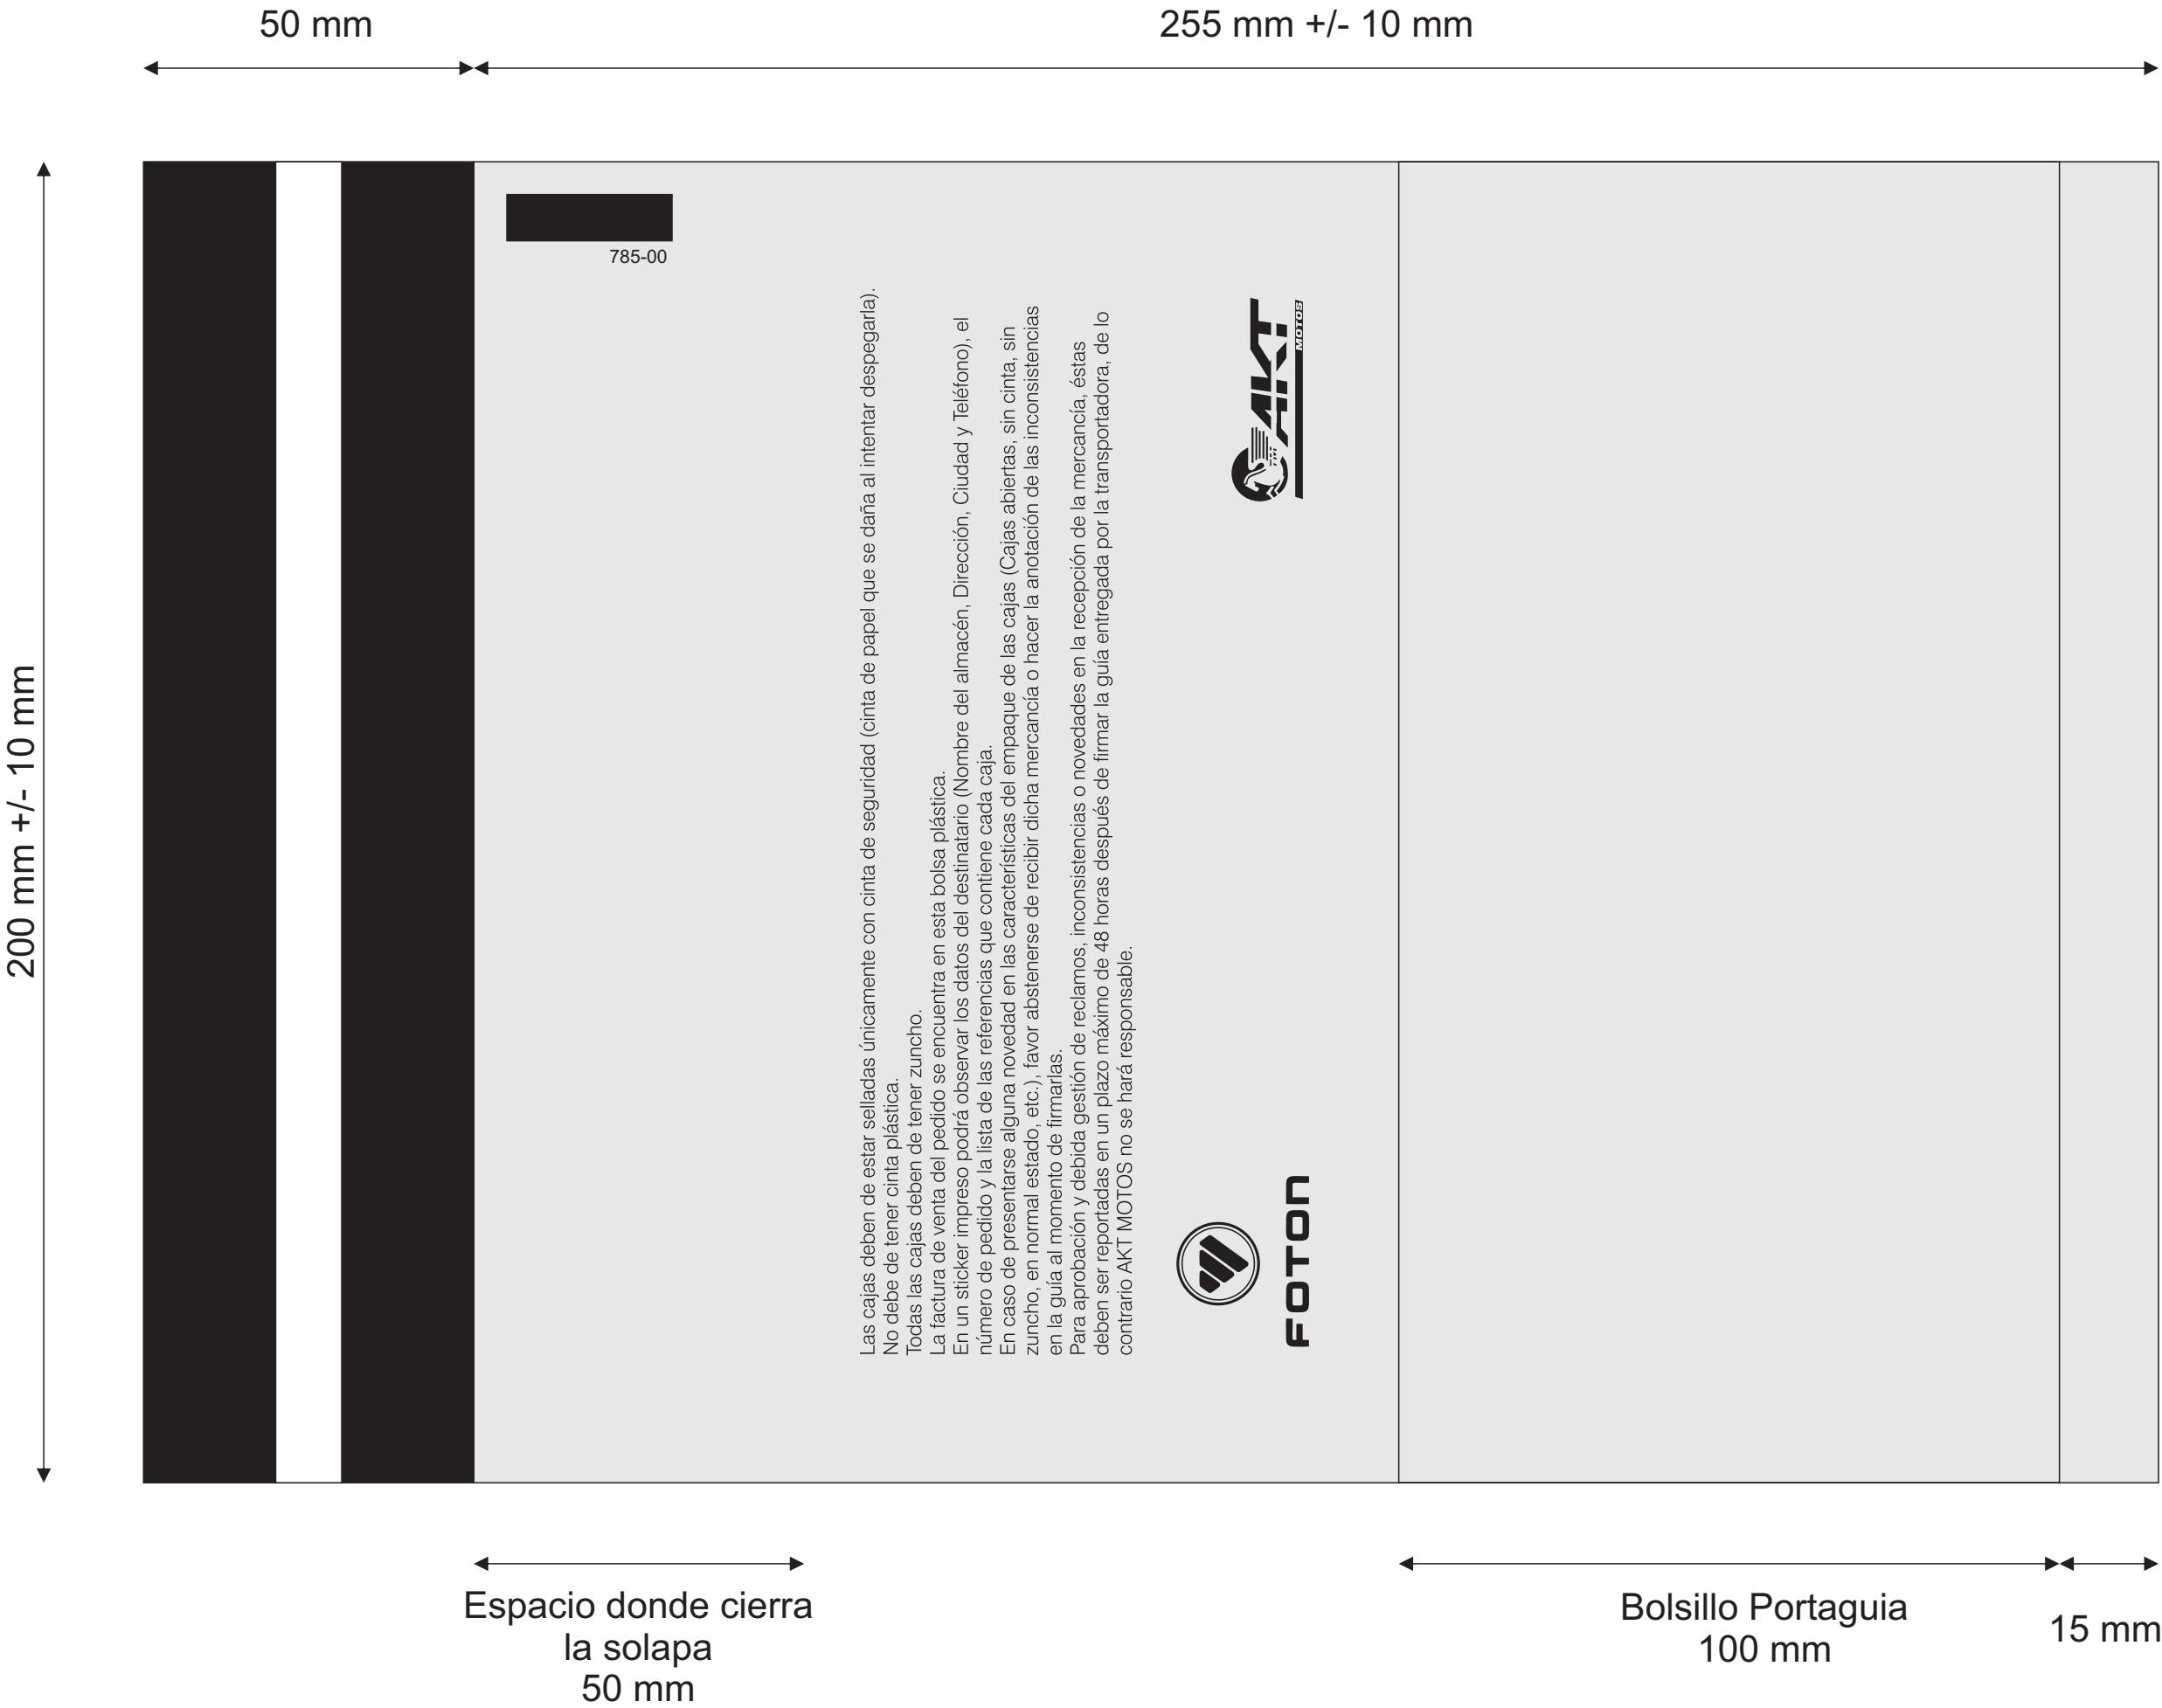 50 mm
255 mm +/- 10 mm
200 mm +/- 10 mm
785-00
Las cajas deben de estar selladas únicamente con cinta de seguridad (cinta de papel que se daña al intentar despegarla).
No debe de tener cinta plástica.
Todas las cajas deben de tener zuncho.
La factura de venta del pedido se encuentra en esta bolsa plástica.
En un sticker impreso podrá observar los datos del destinatario (Nombre del almacén, Dirección, Ciudad y Teléfono), el
número de pedido y la lista de las referencias que contiene cada caja.
En caso de presentarse alguna novedad en las características del empaque de las cajas (Cajas abiertas, sin cinta, sin
zuncho, en normal estado, etc.), favor abstenerse de recibir dicha mercancía o hacer la anotación de las inconsistencias
en la guía al momento de firmarlas.
Para aprobación y debida gestión de reclamos, inconsistencias o novedades en la recepción de la mercancía, éstas
deben ser reportadas en un plazo máximo de 48 horas después de firmar la guía entregada por la transportadora, de lo
contrario AKT MOTOS no se hará responsable.
FOTON
AKT
MOTOS
Espacio donde cierra
la solapa
50 mm
Bolsillo Portaguia
100 mm
15 mm